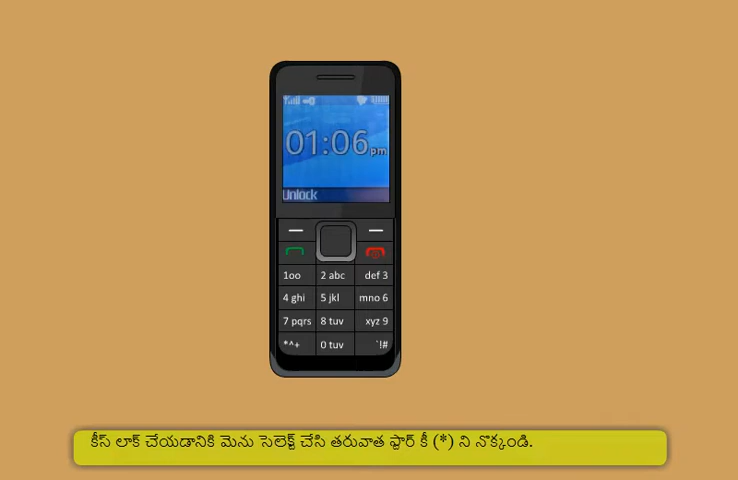 01:06 pm
Unlock
1oo 2 abc def 3
4 ghi 5 jkl mno 6
7 pqrs 8 tuv xyz 9
*^+ 0 tuv `!#
కీస్ లాక్ చేయడానికి మెను సెలెక్ట్ చేసి తరువాత స్టార్ కీ (*) ని నొక్కండి.